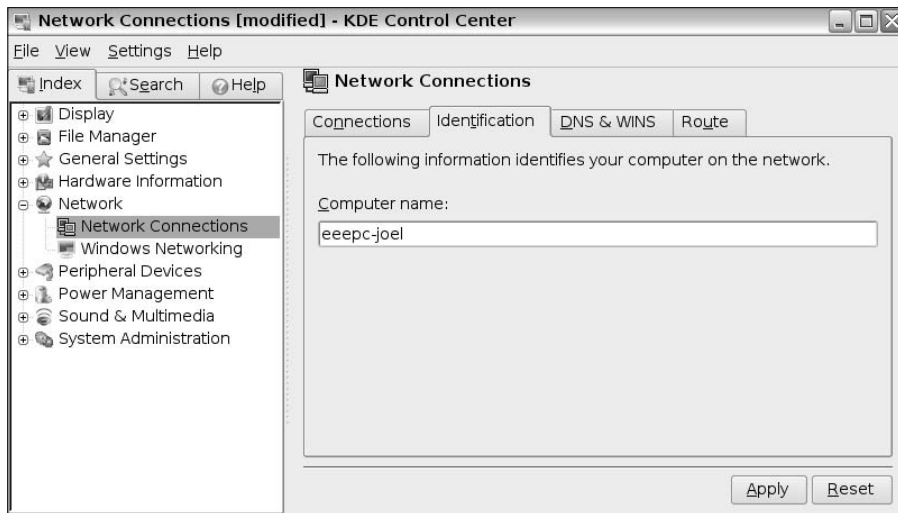 Network Connections [modified] - KDE Control Center
File View Settings Help
Index Search Help
Display
File Manager
General Settings
Hardware Information
Network
Network Connections
Windows Networking
Peripheral Devices
Power Management
Sound & Multimedia
System Administration
Network Connections
Connections Identification DNS & WINS Route
The following information identifies your computer on the network.
Computer name:
eeepc-joel
Apply Reset